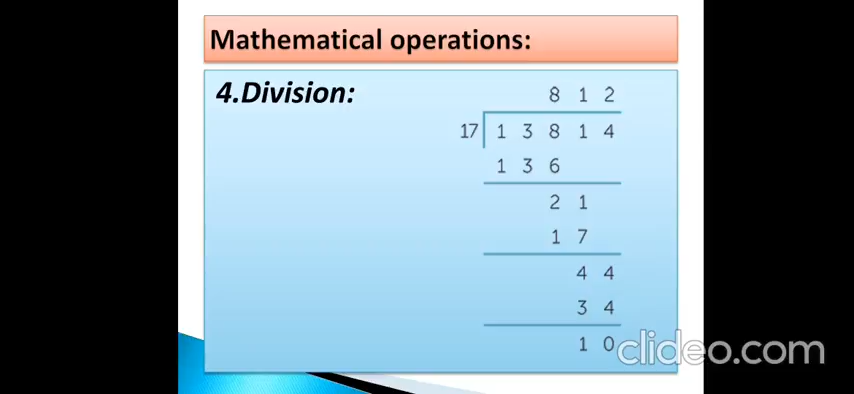 Mathematical operations:
4.Division:
8 1 2
17 1 3 8 1 4
1 3 6
2 1
1 7
4 4
3 4
1 0
clideo.com